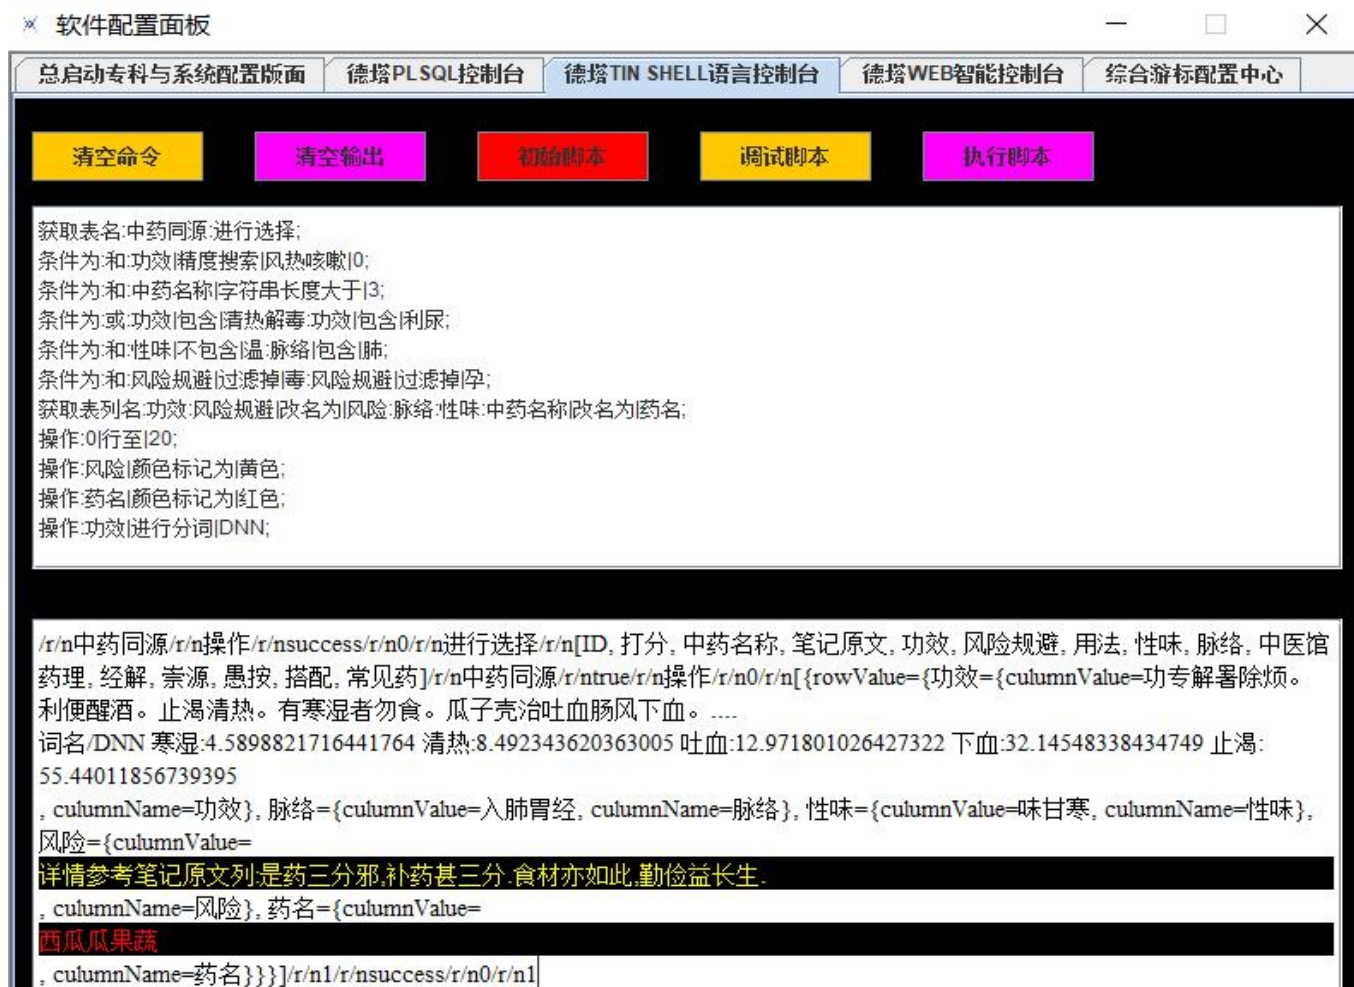 软件配置面板
总启动专科与系统配置版面 德塔PLSQL控制台 德塔TIN SHELL语言控制台 德塔WEB智能控制台 综合游标配置中心
清空命令 清空输出 初始脚本 调试脚本 执行脚本
获取表名:中药同源:进行选择;
条件为:和:功效|精度搜索|风热咳嗽|0;
条件为:和:中药名称|字符串长度大于|3;
条件为:或:功效|包含|清热解毒:功效|包含|利尿;
条件为:和:性味|不包含|温:脉络|包含|肺;
条件为:和:风险规避|过滤掉|毒:风险规避|过滤掉|孕;
获取表列名:功效:风险规避|改名为|风险:脉络:性味:中药名称|改名为|药名;
操作:0|行至|20;
操作:风险|颜色标记为|黄色;
操作:药名|颜色标记为|红色;
操作:功效|进行分词|DNN;
/r/n中药同源/r/n操作/r/nsuccess/r/n0/r/n进行选择/r/n[ID, 打分, 中药名称, 笔记原文, 功效, 风险规避, 用法, 性味, 脉络, 中医馆
药理, 经解, 崇源, 愚按, 搭配, 常见药]/r/n中药同源/r/ntrue/r/n操作/r/n0/r/n[{rowValue={功效={culumnValue=功专解暑除烦。
利便醒酒。止渴清热。有寒湿者勿食。瓜子壳治吐血肠风下血。....
词名/DNN 寒湿:4.5898821716441764 清热:8.492343620363005 吐血:12.971801026427322 下血:32.14548338434749 止渴:
55.44011856739395
, culumnName=功效}, 脉络={culumnValue=入肺胃经, culumnName=脉络}, 性味={culumnValue=味甘寒, culumnName=性味},
风险={culumnValue=
详情参考笔记原文列:是药三分邪,补药甚三分.食材亦如此,勤俭益长生.
, culumnName=风险}, 药名={culumnValue=
西瓜瓜果蔬
, culumnName=药名}}}]/r/n1/r/nsuccess/r/n0/r/n1